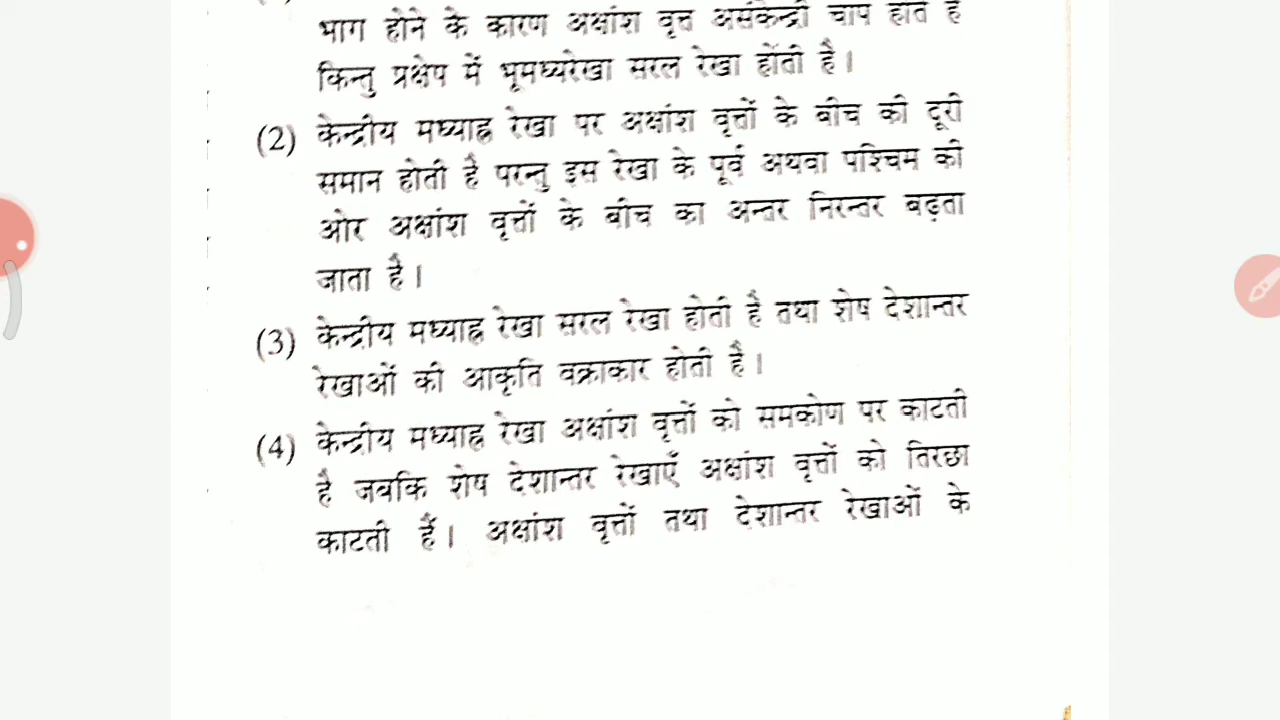 भाग होने के कारण अक्षांश वृत्त असंकेन्द्री चाप होते हैं
किन्तु प्रक्षेप में भूमध्यरेखा सरल रेखा होती है।
(2) केन्द्रीय मध्याह्न रेखा पर अक्षांश वृत्तों के बीच की दूरी
समान होती है परन्तु इस रेखा के पूर्व अथवा पश्चिम की
ओर अक्षांश वृत्तों के बीच का अन्तर निरन्तर बढ़ता
जाता है।
(3) केन्द्रीय मध्याह्न रेखा सरल रेखा होती है तथा शेष देशान्तर
रेखाओं की आकृति वक्राकार होती है।
(4) केन्द्रीय मध्याह्न रेखा अक्षांश वृत्तों को समकोण पर काटती
है जबकि शेष देशान्तर रेखाएँ अक्षांश वृत्तों को तिरछा
काटती हैं। अक्षांश वृत्तों तथा देशान्तर रेखाओं के